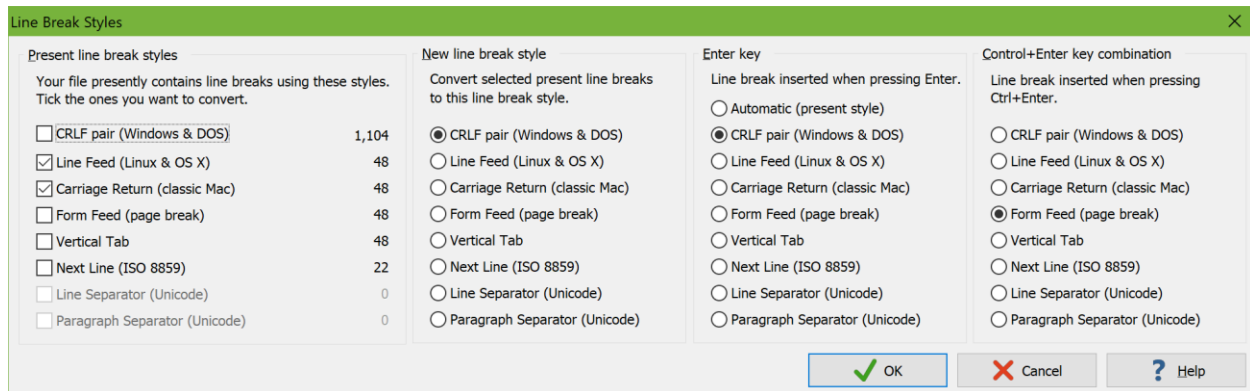 Line Break Styles
Present line break styles
Your file presently contains line breaks using these styles.
Tick the ones you want to convert.
CRLF pair (Windows & DOS) 1,104
Line Feed (Linux & OS X) 48
Carriage Return (classic Mac) 48
Form Feed (page break) 48
Vertical Tab 48
Next Line (ISO 8859) 22
Line Separator (Unicode) 0
Paragraph Separator (Unicode) 0
New line break style
Convert selected present line breaks
to this line break style.
CRLF pair (Windows & DOS)
Line Feed (Linux & OS X)
Carriage Return (classic Mac)
Form Feed (page break)
Vertical Tab
Next Line (ISO 8859)
Line Separator (Unicode)
Paragraph Separator (Unicode)
Enter key
Line break inserted when pressing Enter.
Automatic (present style)
CRLF pair (Windows & DOS)
Line Feed (Linux & OS X)
Carriage Return (classic Mac)
Form Feed (page break)
Vertical Tab
Next Line (ISO 8859)
Line Separator (Unicode)
Paragraph Separator (Unicode)
Control+Enter key combination
Line break inserted when pressing
Ctrl+Enter.
CRLF pair (Windows & DOS)
Line Feed (Linux & OS X)
Carriage Return (classic Mac)
Form Feed (page break)
Vertical Tab
Next Line (ISO 8859)
Line Separator (Unicode)
Paragraph Separator (Unicode)
OK
Cancel
Help